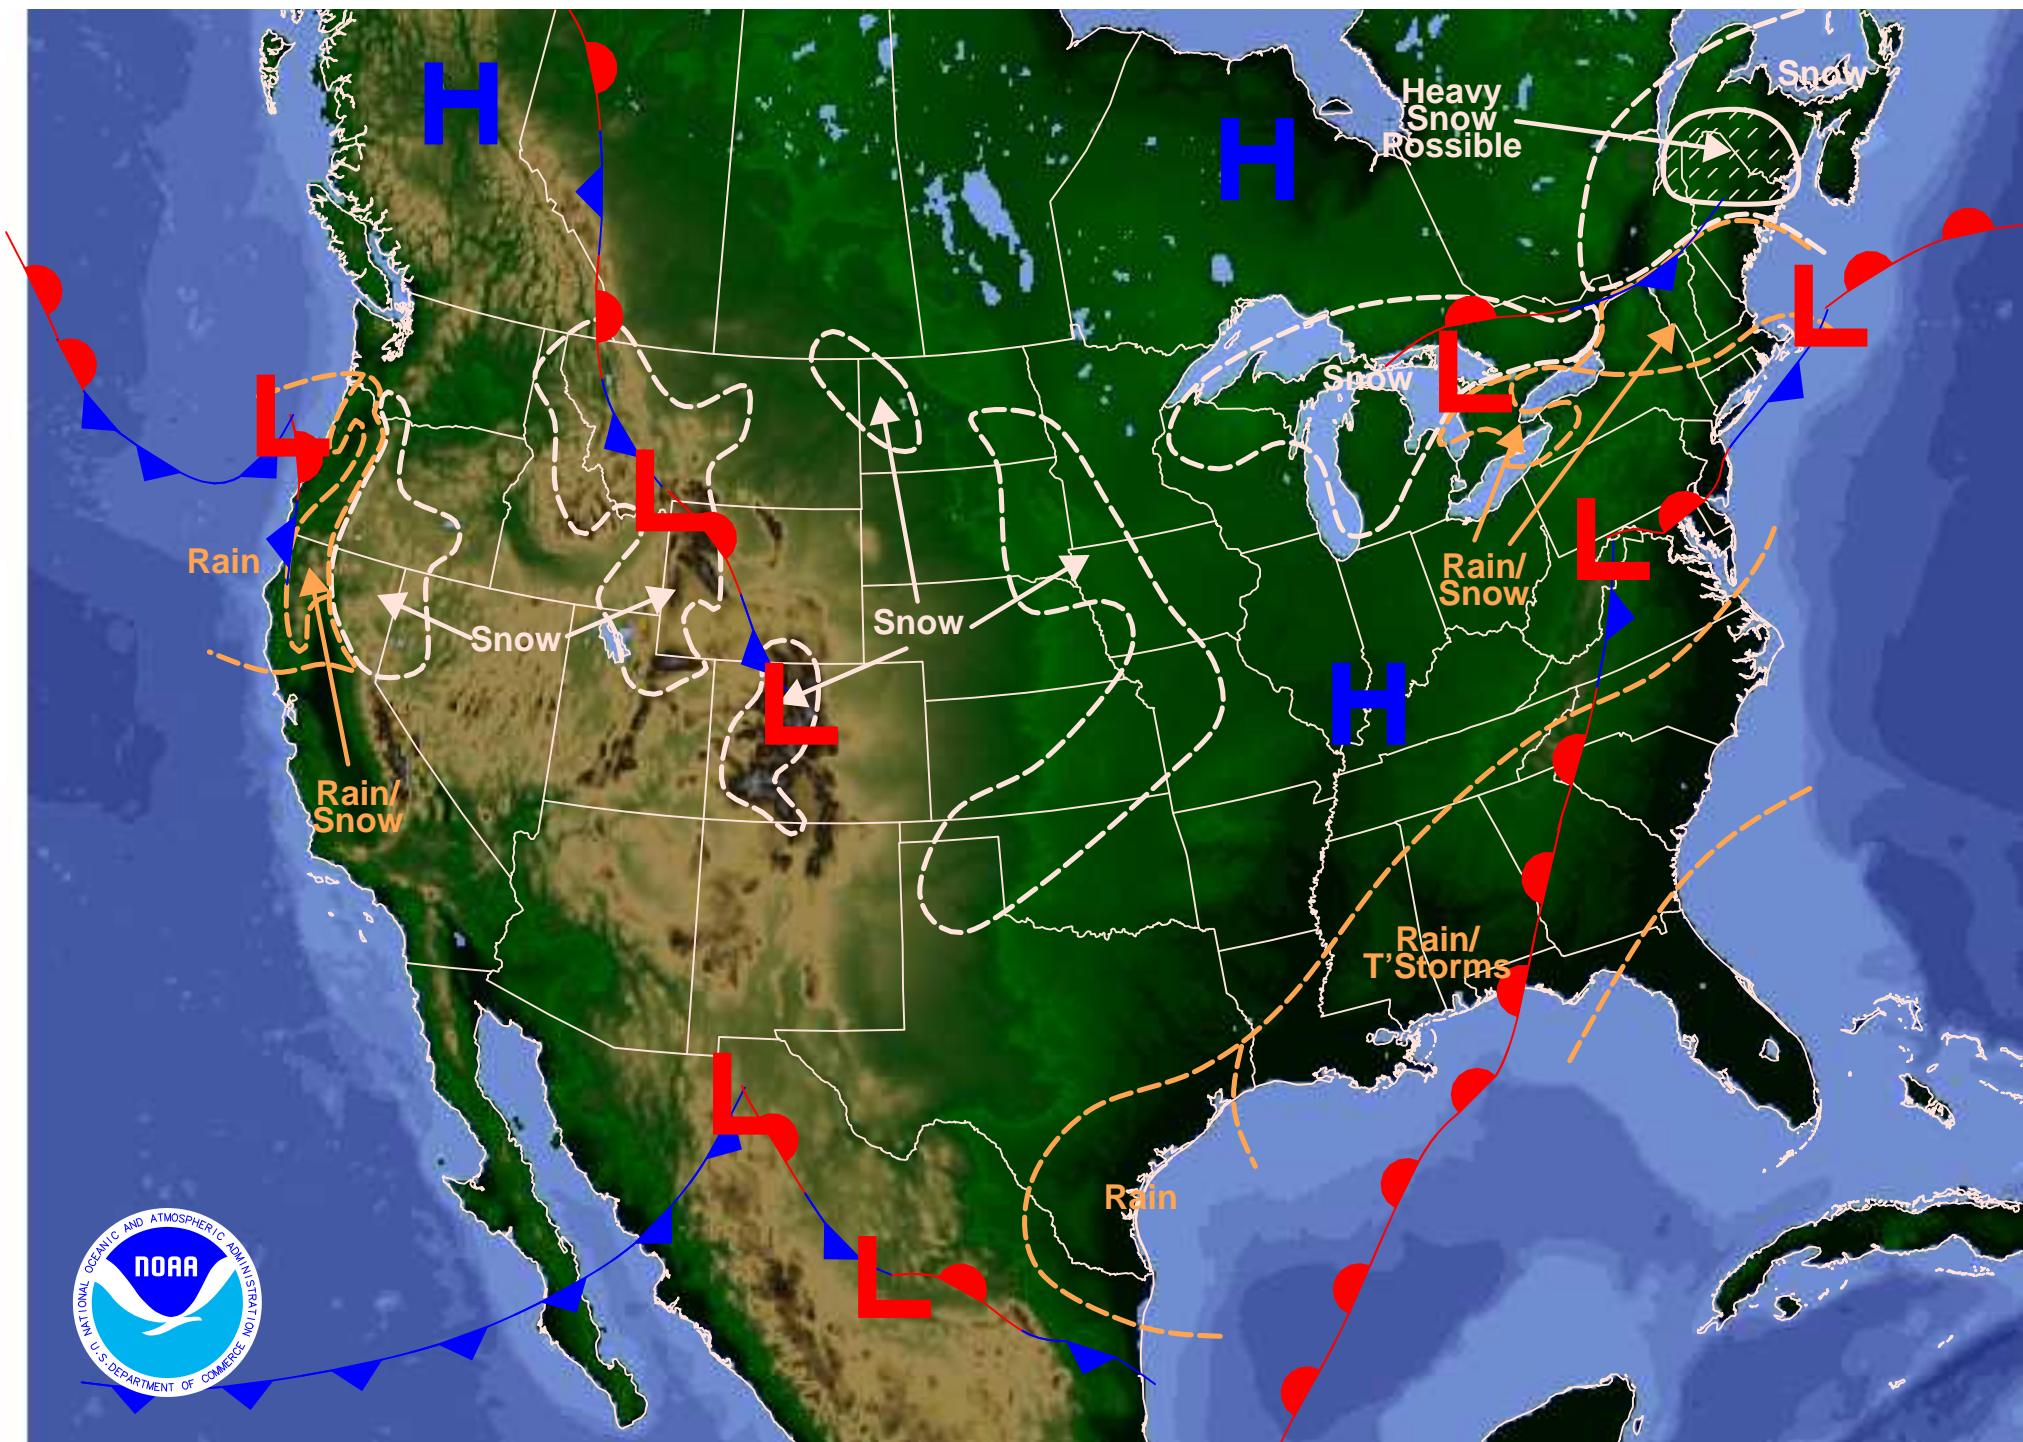 H
H
Snow
Heavy
Snow
Possible
L
L
Snow
L
L
L
L
Rain
Rain/
Snow
Snow
Snow
H
L
Rain/
Snow
Rain/
T'Storms
L
Rain
L
NATIONAL OCEANIC AND ATMOSPHERIC ADMINISTRATION
NOAA
U.S. DEPARTMENT OF COMMERCE